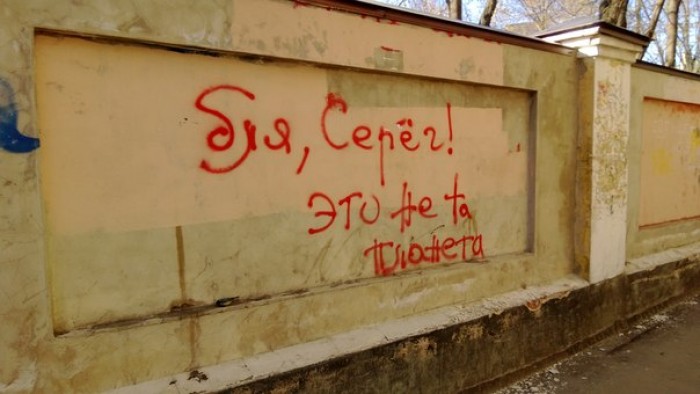 бля, Серёг!
это не та
планета